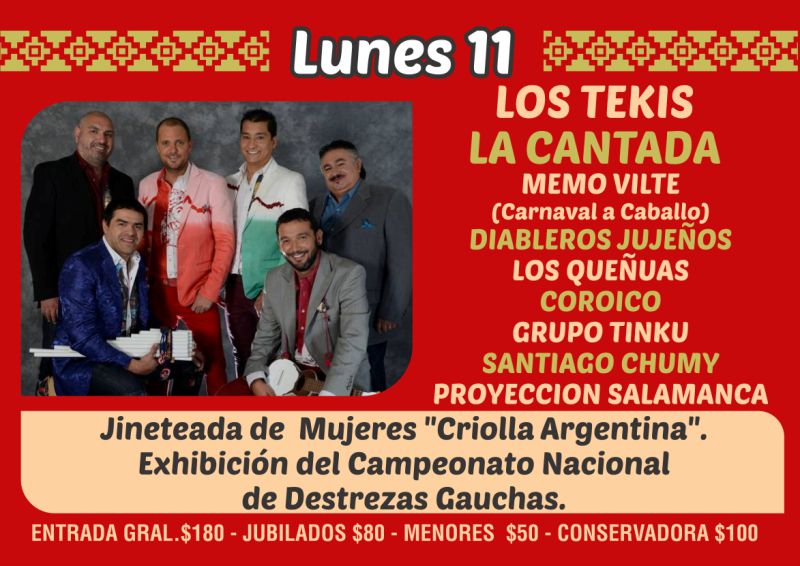 Lunes 11
LOS TEKIS
LA CANTADA
MEMO VILTE
(Carnaval a Caballo)
DIABLEROS JUJEÑOS
LOS QUEÑUAS
COROICO
GRUPO TINKU
SANTIAGO CHUMY
PROYECCION SALAMANCA
Jineteada de Mujeres "Criolla Argentina".
Exhibición del Campeonato Nacional
de Destrezas Gauchas.
ENTRADA GRAL.$180 - JUBILADOS $80 - MENORES $50 - CONSERVADORA $100